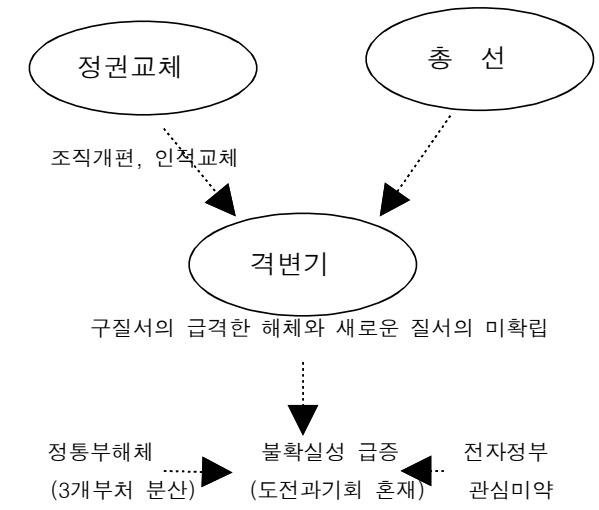 정권교체
총 선
조직개편, 인적교체
격변기
구질서의 급격한 해체와 새로운 질서의 미확립
정통부해체 불확실성 급증 전자정부
(3개부처 분산) (도전과기회 혼재) 관심미약